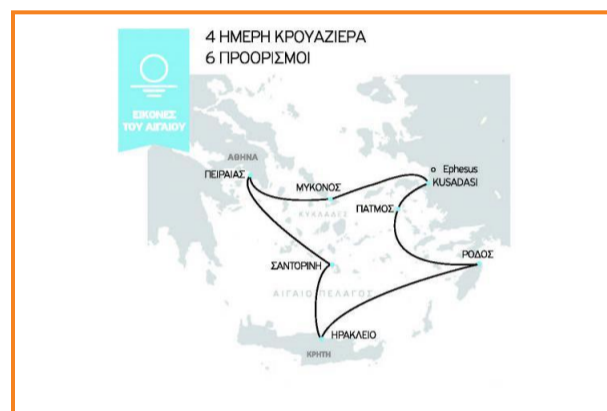 4 ΗΜΕΡΗ ΚΡΟΥΑΖΙΕΡΑ
6 ΠΡΟΟΡΙΣΜΟΙ
ΕΙΚΟΝΕΣ
ΤΟΥ ΑΙΓΑΙΟΥ
ΑΘΗΝΑ
ΠΕΙΡΑΙΑΣ
ΜΥΚΟΝΟΣ
Ephesus
KUSADASI
ΚΥΚΛΑΔΕΣ
ΠΑΤΜΟΣ
ΣΑΝΤΟΡΙΝΗ
ΡΟΔΟΣ
ΑΙΓΑΙΟ ΠΕΛΑΓΟΣ
ΗΡΑΚΛΕΙΟ
ΚΡΗΤΗ